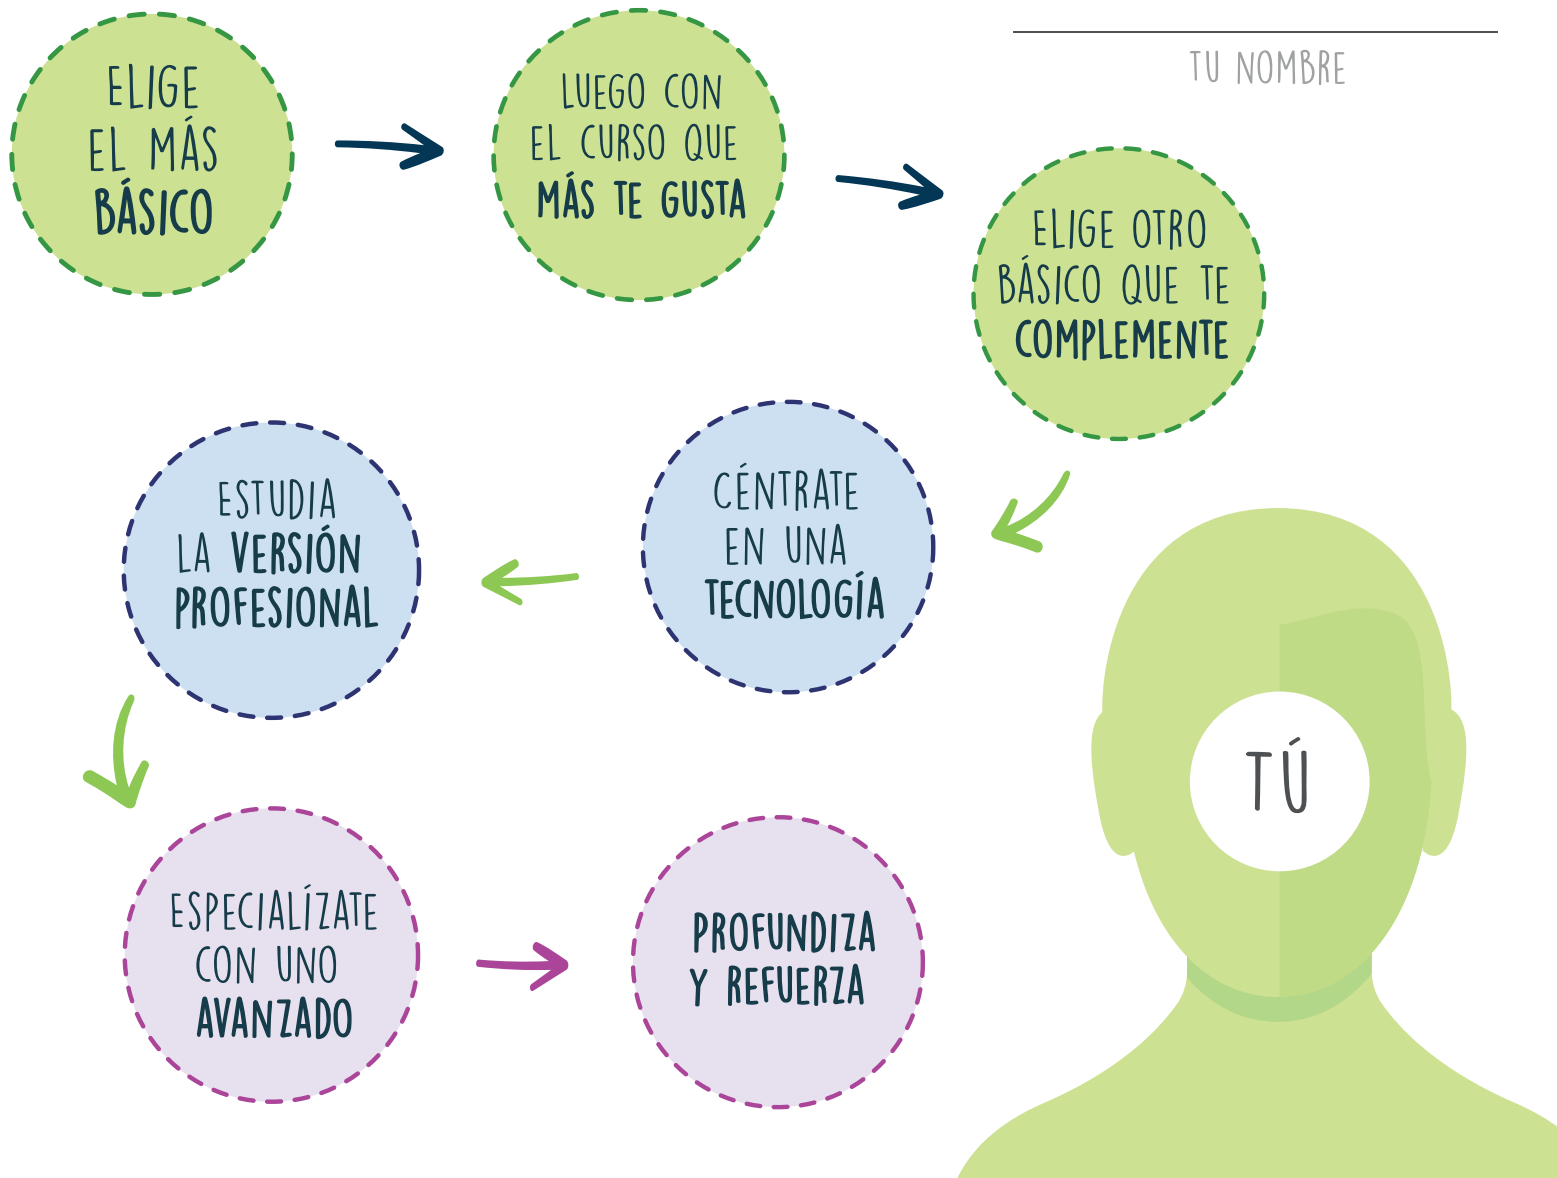 ELIGE
EL MÁS
BÁSICO
LUEGO CON
EL CURSO QUE
MÁS TE GUSTA
TU NOMBRE
ELIGE OTRO
BÁSICO QUE TE
COMPLEMENTE
CÉNTRATE
EN UNA
TECNOLOGÍA
ESTUDIA
LA VERSIÓN
PROFESIONAL
ESPECIALÍZATE
CON UNO
AVANZADO
PROFUNDIZA
Y REFUERZA
TÚ